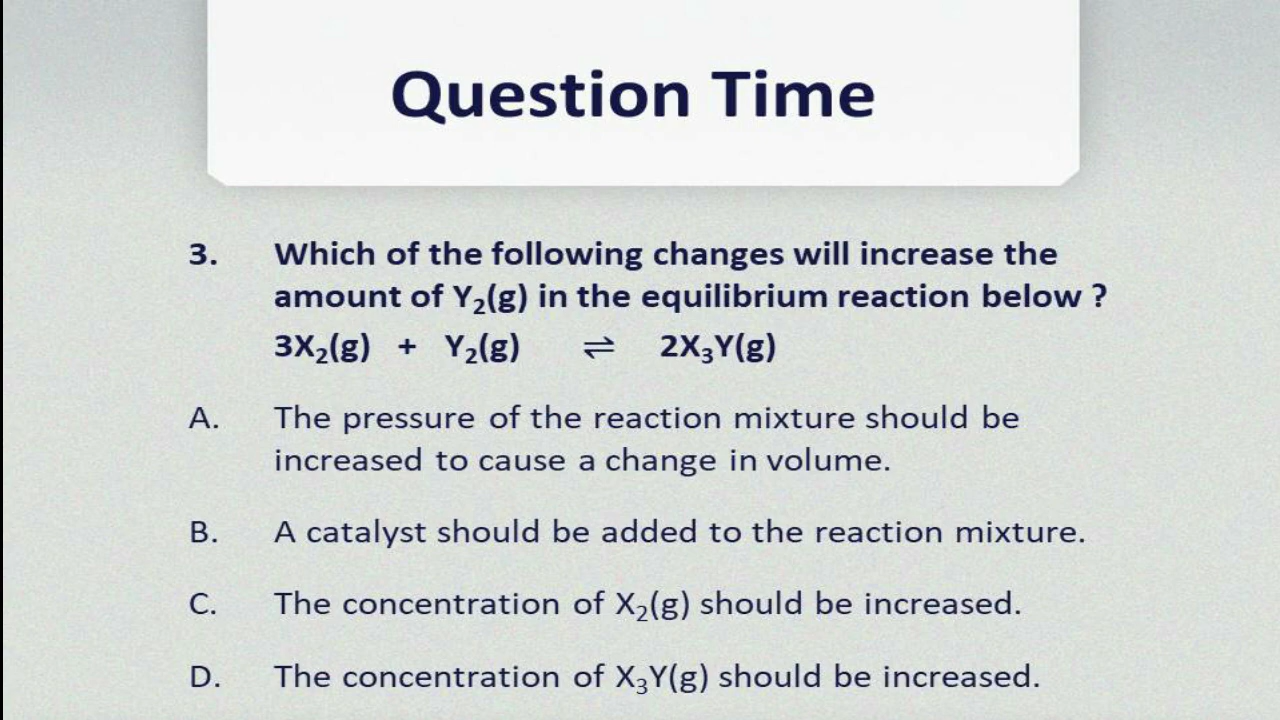 Question Time
3. Which of the following changes will increase the
amount of Y₂(g) in the equilibrium reaction below ?
3X₂(g) + Y₂(g) ⇌ 2X₃Y(g)
A. The pressure of the reaction mixture should be
increased to cause a change in volume.
B. A catalyst should be added to the reaction mixture.
C. The concentration of X₂(g) should be increased.
D. The concentration of X₃Y(g) should be increased.